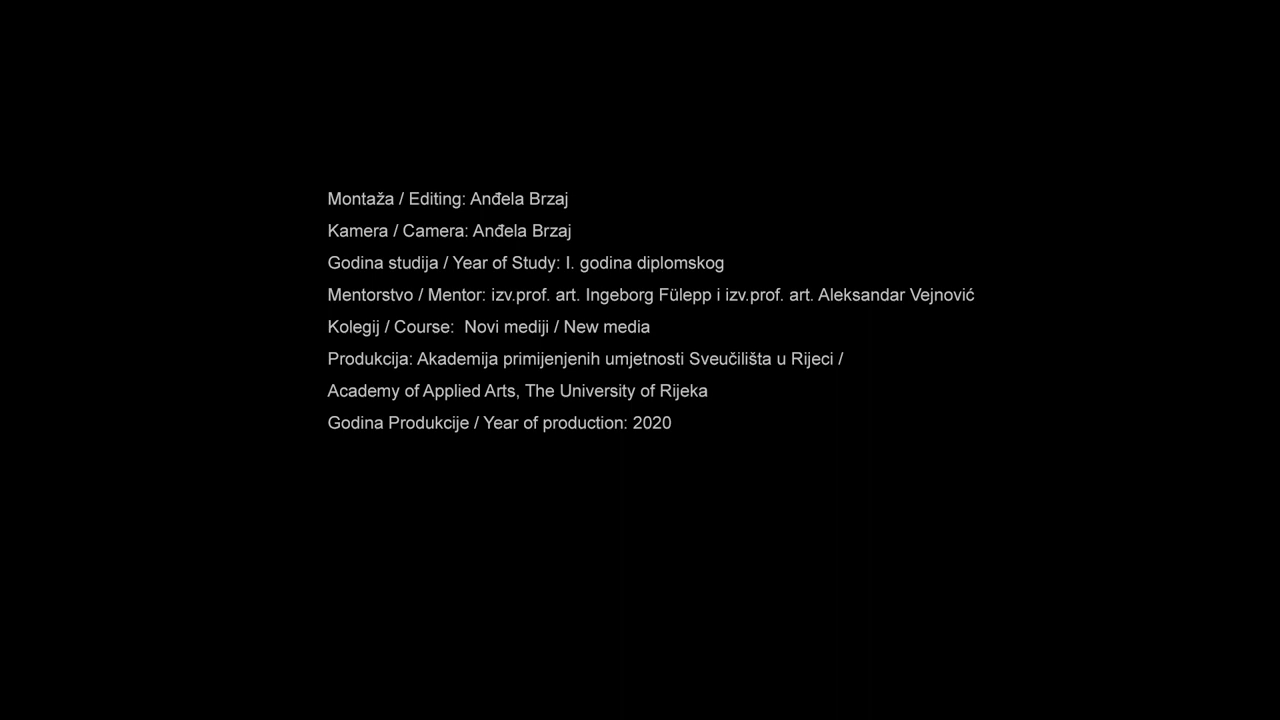 Montaža / Editing: Anđela Brzaj
Kamera / Camera: Anđela Brzaj
Godina studija / Year of Study: I. godina diplomskog
Mentorstvo / Mentor: izv.prof. art. Ingeborg Fülepp i izv.prof. art. Aleksandar Vejnović
Kolegij / Course:  Novi mediji / New media
Produkcija: Akademija primijenjenih umjetnosti Sveučilišta u Rijeci /
Academy of Applied Arts, The University of Rijeka
Godina Produkcije / Year of production: 2020